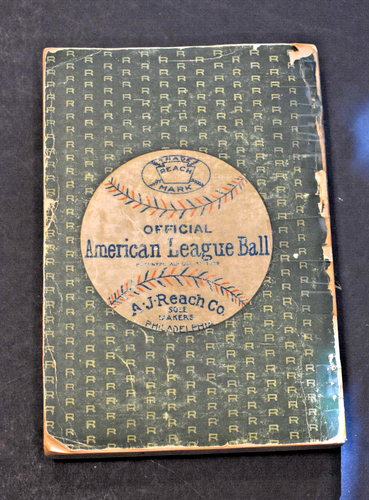 TRADE
REACH
MARK
OFFICIAL
American League Ball
A·J·Reach Co.
SOLE
MAKERS
PHILADELPHIA